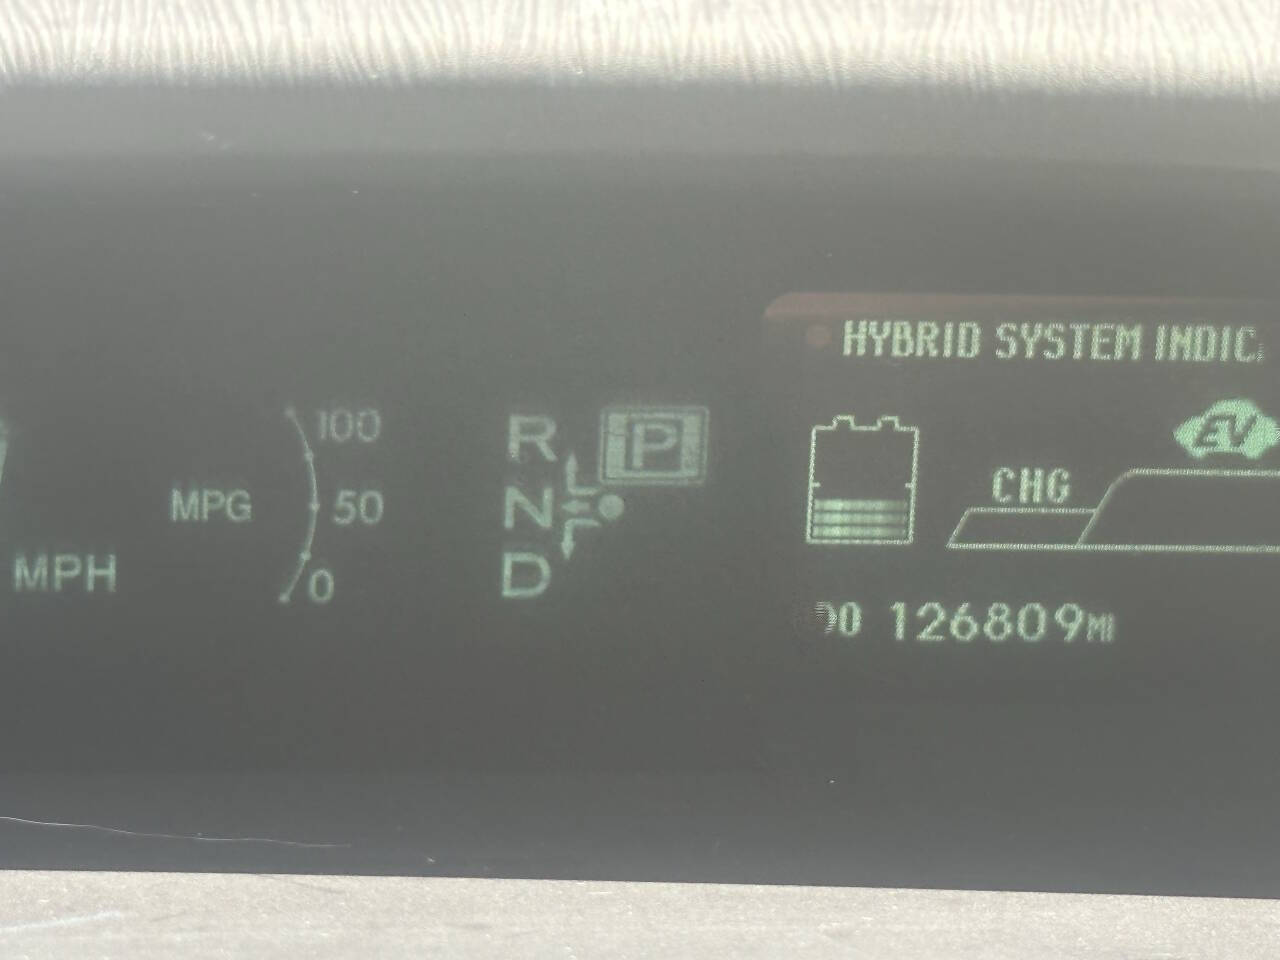 HYBRID SYSTEM INDIC
100
R P
EV
CHG
MPG 50
N
MPH
0
D
126809MI